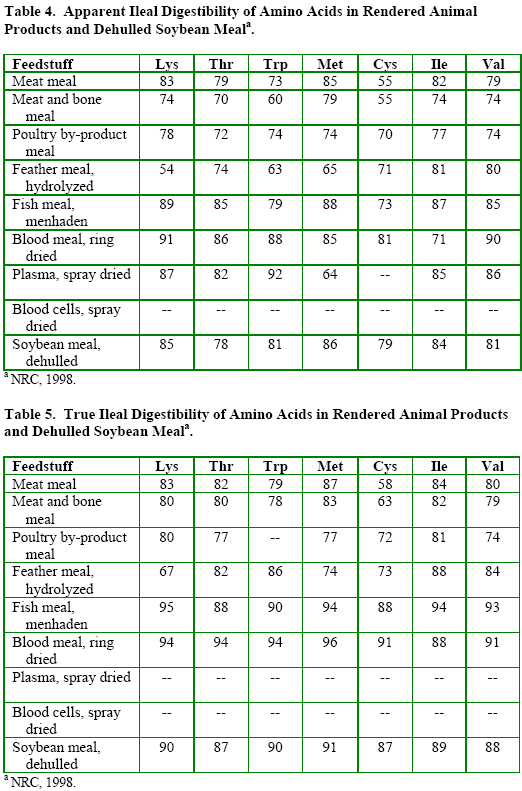 Table 4. Apparent Ileal Digestibility of Amino Acids in Rendered Animal
Products and Dehulled Soybean Meala.
Feedstuff Lys Thr Trp Met Cys Ile Val
Meat meal 83 79 73 85 55 82 79
Meat and bone 74 70 60 79 55 74 74
meal
Poultry by-product 78 72 74 74 70 77 74
meal
Feather meal, 54 74 63 65 71 81 80
hydrolyzed
Fish meal, 89 85 79 88 73 87 85
menhaden
Blood meal, ring 91 86 88 85 81 71 90
dried
Plasma, spray dried 87 82 92 64 -- 85 86
Blood cells, spray -- -- -- -- -- -- --
dried
Soybean meal, 85 78 81 86 79 84 81
dehulled
a NRC, 1998.
Table 5. True Ileal Digestibility of Amino Acids in Rendered Animal Products
and Dehulled Soybean Meala.
Feedstuff Lys Thr Trp Met Cys Ile Val
Meat meal 83 82 79 87 58 84 80
Meat and bone 80 80 78 83 63 82 79
meal
Poultry by-product 80 77 -- 77 72 81 74
meal
Feather meal, 67 82 86 74 73 88 84
hydrolyzed
Fish meal, 95 88 90 94 88 94 93
menhaden
Blood meal, ring 94 94 94 96 91 88 91
dried
Plasma, spray dried -- -- -- -- -- -- --
Blood cells, spray -- -- -- -- -- -- --
dried
Soybean meal, 90 87 90 91 87 89 88
dehulled
a NRC, 1998.